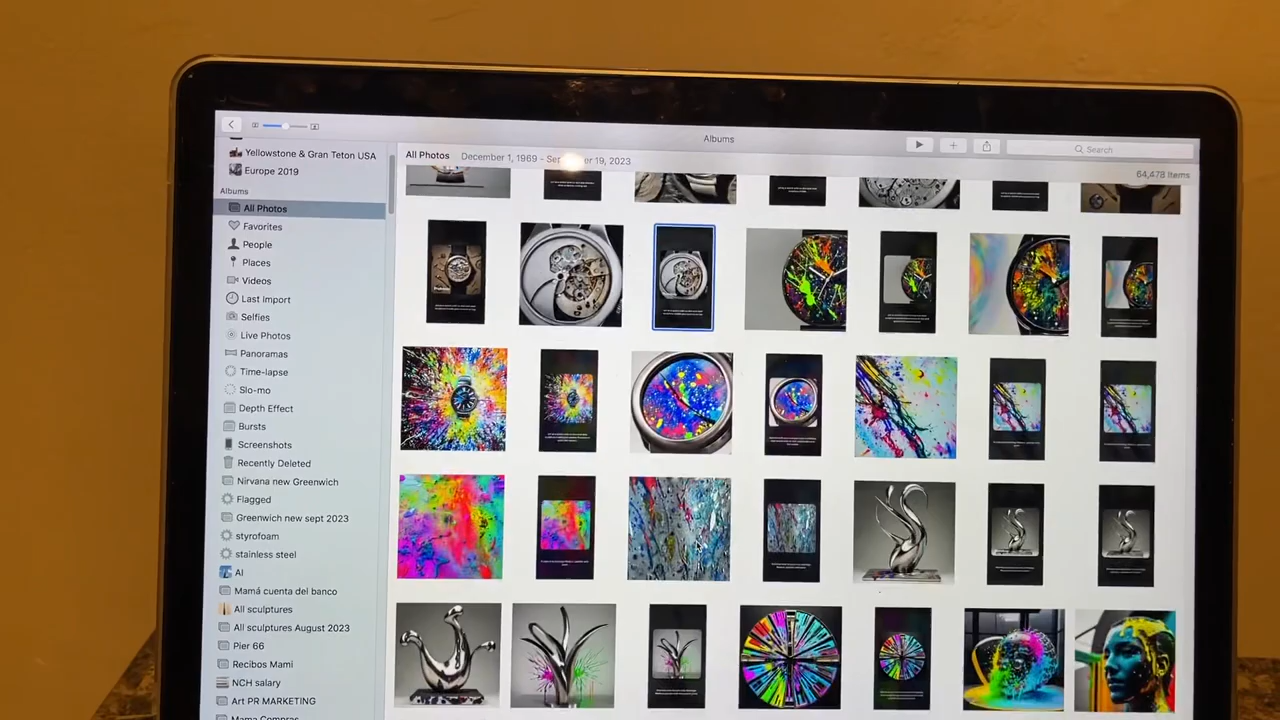 Albums
Search
Yellowstone & Gran Teton USA
Europe 2019
All Photos
December 1, 1969 - 19, 2023
64,478 Items
Albums
All Photos
Favorites
People
Places
Videos
Last Import
Selfies
Live Photos
Panoramas
Time-lapse
Slo-mo
Depth Effect
Bursts
Screenshots
Recently Deleted
Nirvana new Greenwich
Flagged
Greenwich new sept 2023
styrofoam
stainless steel
AI
Mamá cuenta del banco
All sculptures
All sculptures August 2023
Pier 66
Recibos Mami
NCH salary
Art PR MARKETING
Mama Compras